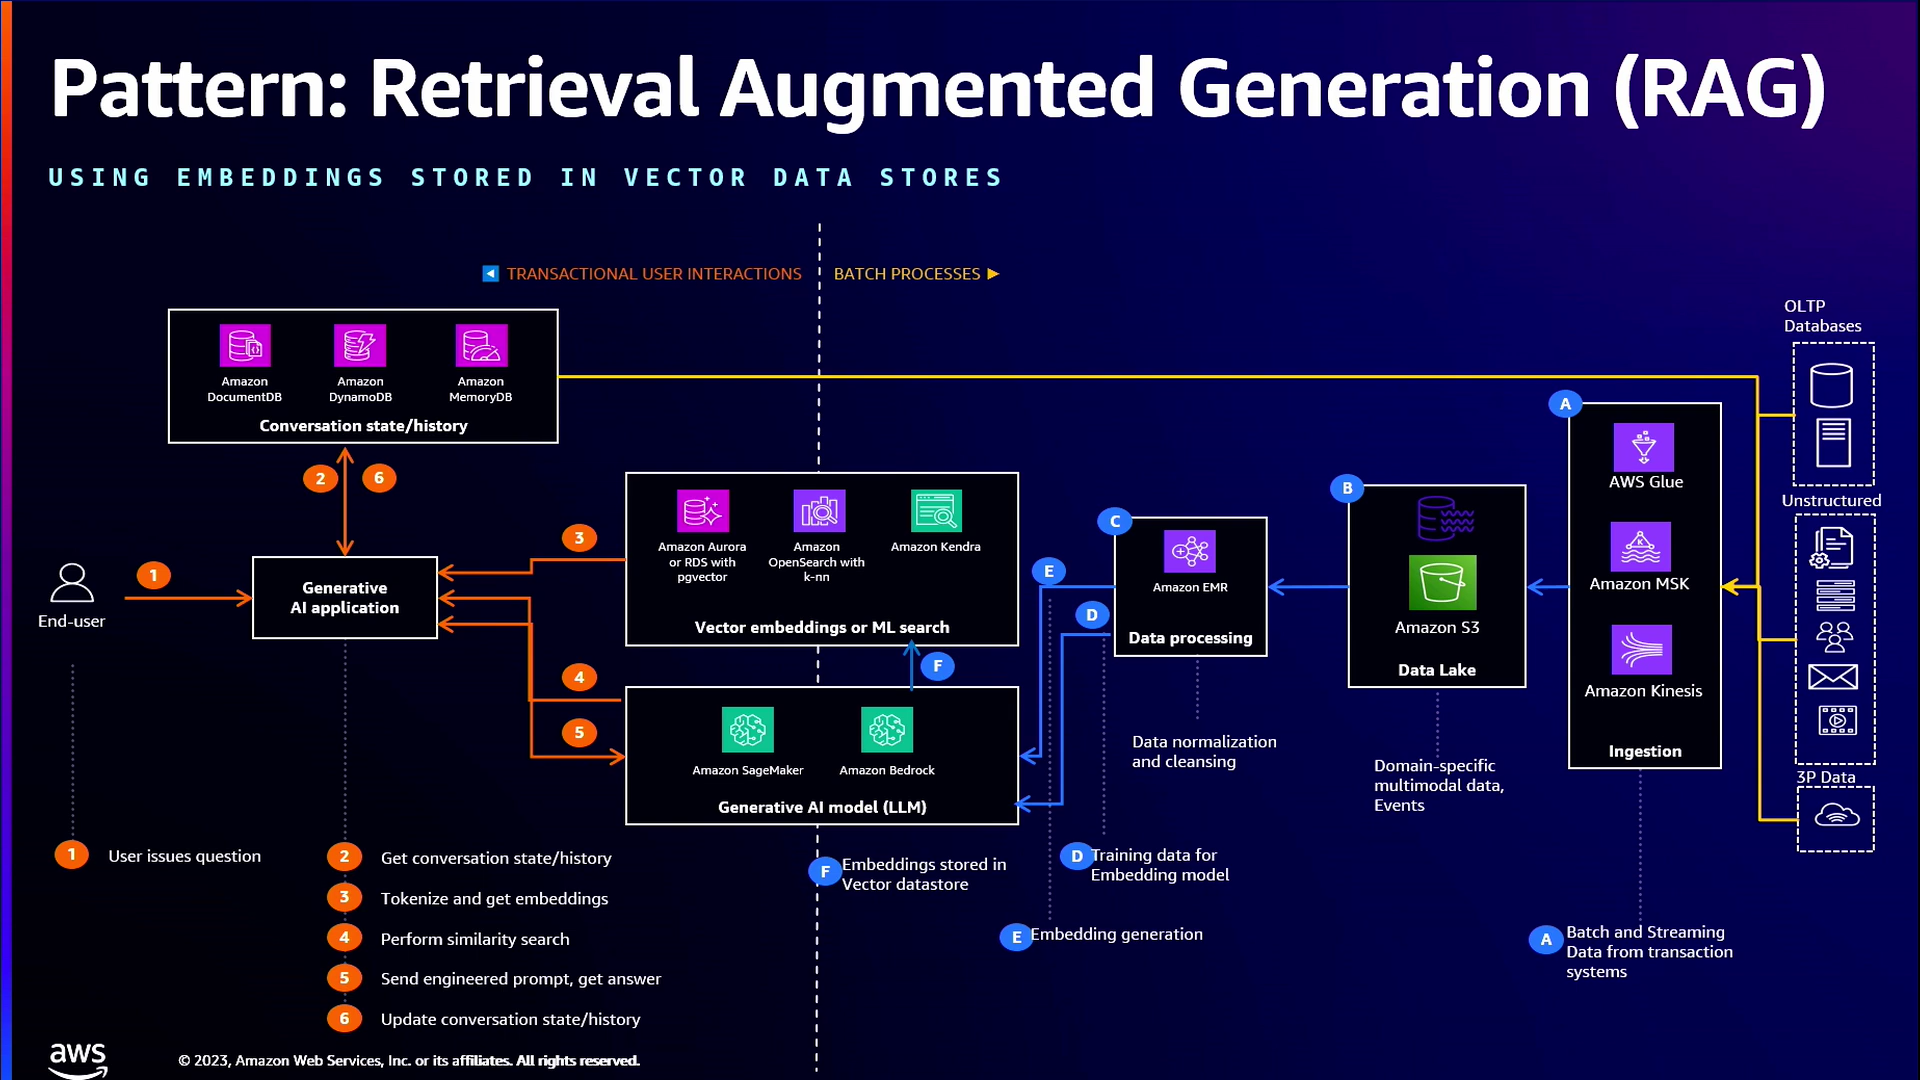 Pattern: Retrieval Augmented Generation (RAG)
USING EMBEDDINGS STORED IN VECTOR DATA STORES
TRANSACTIONAL USER INTERACTIONS
BATCH PROCESSES
Amazon
DocumentDB
Amazon
DynamoDB
Amazon
MemoryDB
Conversation state/history
2
6
1
End-user
Generative
AI application
3
4
5
Amazon Aurora
or RDS with
pgvector
Amazon
OpenSearch with
k-nn
Amazon Kendra
Vector embeddings or ML search
F
Amazon SageMaker
Amazon Bedrock
Generative AI model (LLM)
E
D
C
Amazon EMR
Data processing
Data normalization
and cleansing
B
Amazon S3
Data Lake
Domain-specific
multimodal data,
Events
A
AWS Glue
Amazon MSK
Amazon Kinesis
Ingestion
OLTP
Databases
Unstructured
3P Data
1 User issues question
2 Get conversation state/history
3 Tokenize and get embeddings
4 Perform similarity search
5 Send engineered prompt, get answer
6 Update conversation state/history
F Embeddings stored in
Vector datastore
D Training data for
Embedding model
E Embedding generation
A Batch and Streaming
Data from transaction
systems
aws
© 2023, Amazon Web Services, Inc. or its affiliates. All rights reserved.